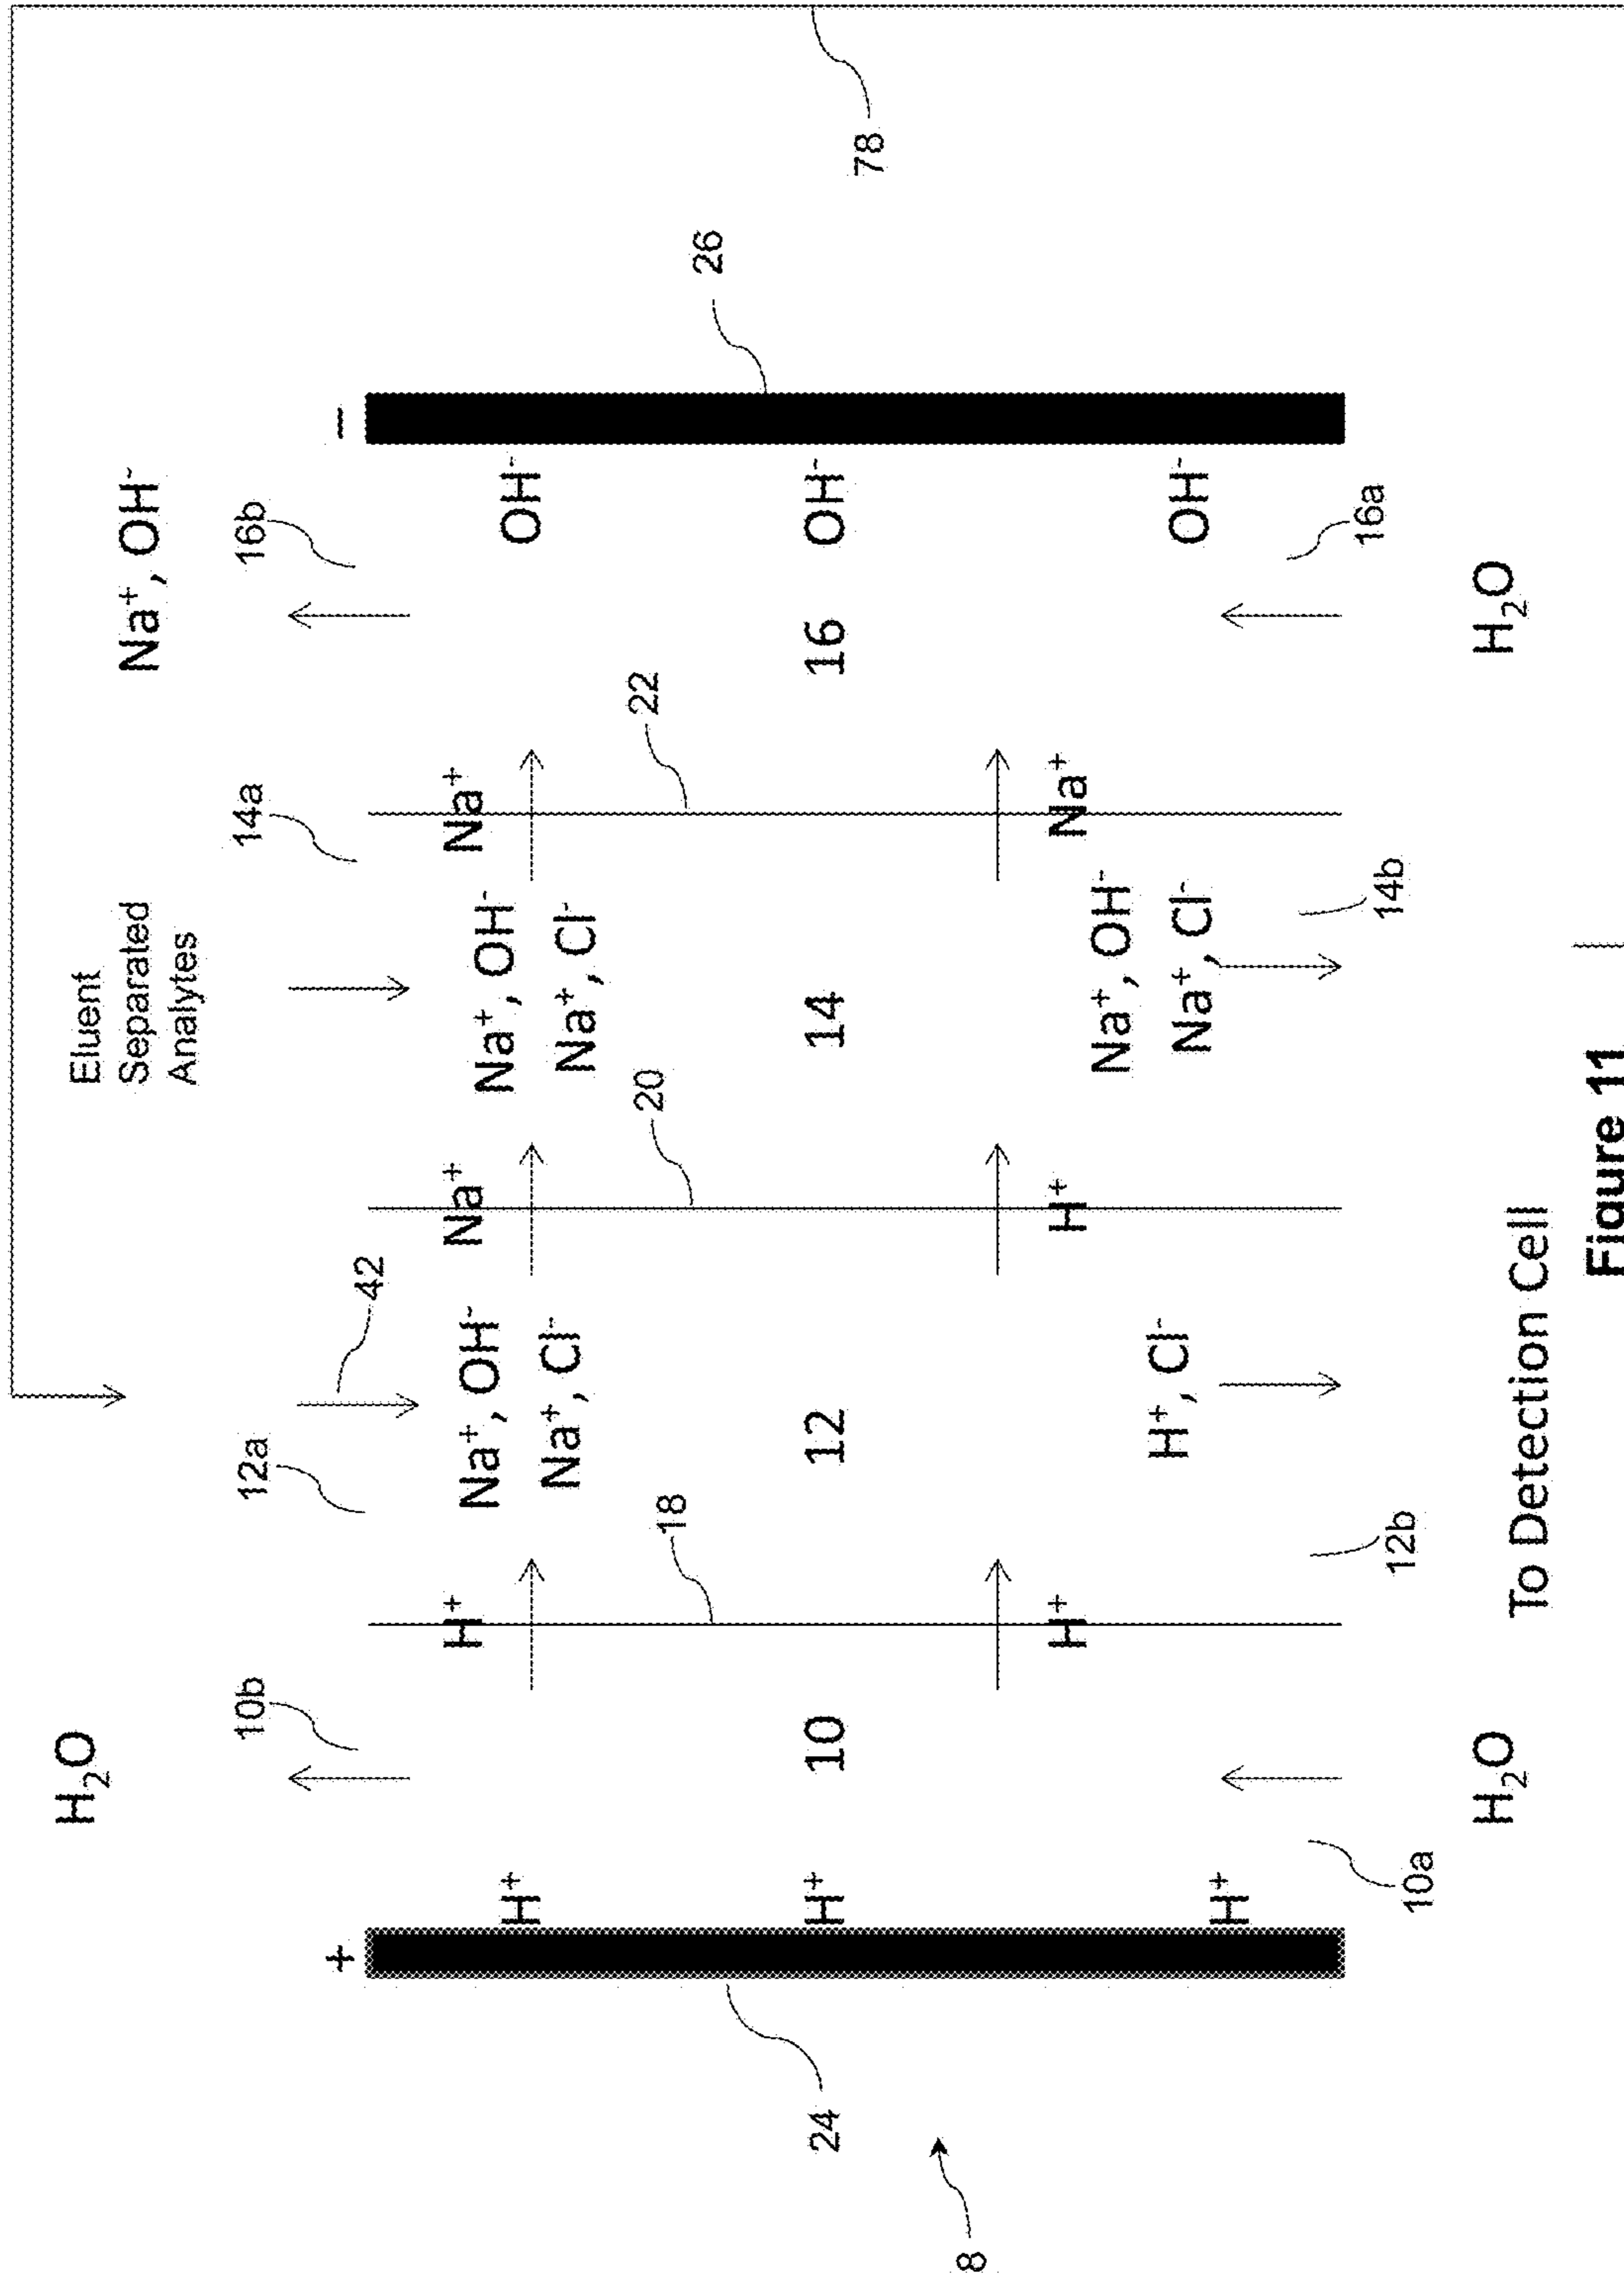 H₂O
Eluent
Separated
Analytes
Na⁺, OH⁻
10b 12a 14a 16b
+ −
42
H⁺ Na⁺ Na⁺
H⁺ Na⁺, OH⁻ Na⁺, OH⁻ OH⁻
Na⁺, Cl⁻ Na⁺, Cl⁻
18 20 22
26
24 H⁺ 10 12 14 16 OH⁻
78
8
H⁺ H⁺ Na⁺
Na⁺, OH⁻
H⁺ H⁺, Cl⁻ Na⁺, Cl⁻ OH⁻
10a 12b 14b 16a
H₂O H₂O
To Detection Cell
Figure 11